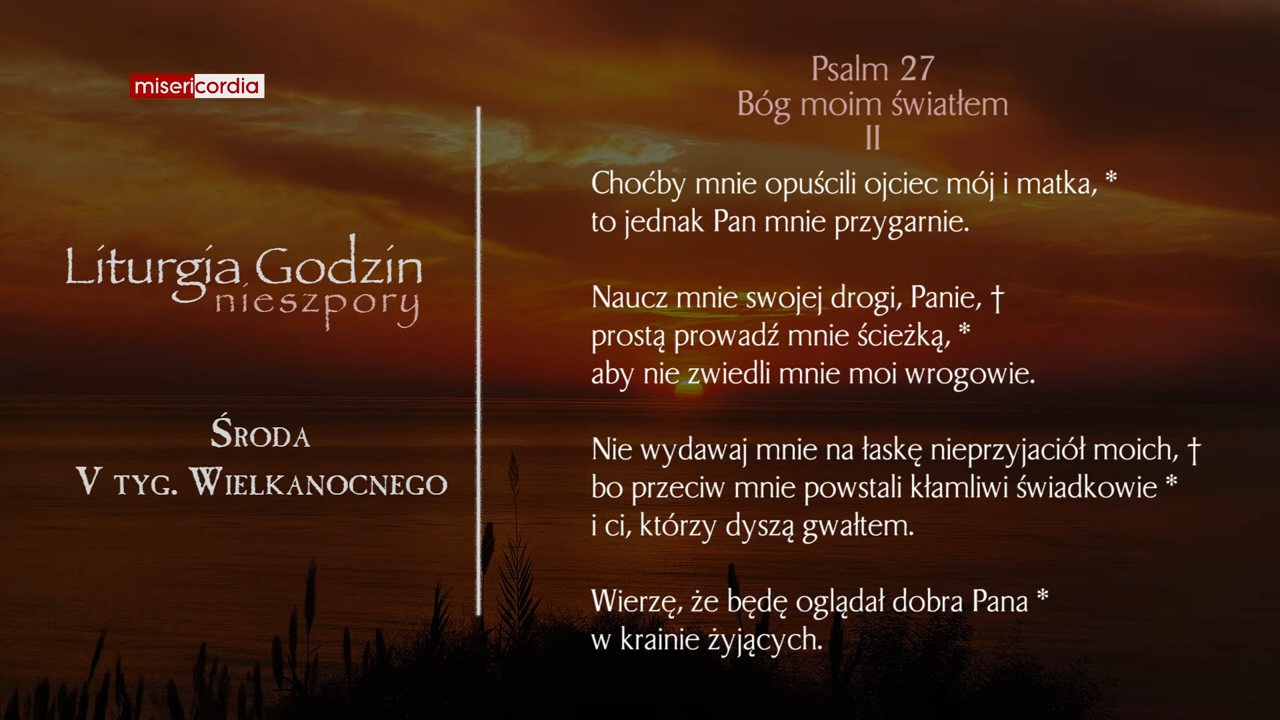 misericordia
Liturgia Godzin
nieszpory
Środa
V tyg. Wielkanocnego
Psalm 27
Bóg moim światłem
II
Choćby mnie opuścili ojciec mój i matka, *
to jednak Pan mnie przygarnie.
Naucz mnie swojej drogi, Panie, †
prostą prowadź mnie ścieżką, *
aby nie zwiedli mnie moi wrogowie.
Nie wydawaj mnie na łaskę nieprzyjaciół moich, †
bo przeciw mnie powstali kłamliwi świadkowie *
i ci, którzy dyszą gwałtem.
Wierzę, że będę oglądał dobra Pana *
w krainie żyjących.